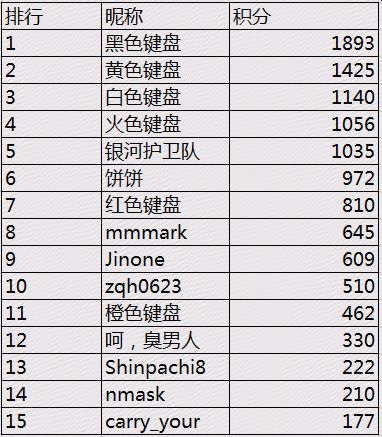 排行 昵称 积分
1 黑色键盘 1893
2 黄色键盘 1425
3 白色键盘 1140
4 火色键盘 1056
5 银河护卫队 1035
6 饼饼 972
7 红色键盘 810
8 mmmark 645
9 Jinone 609
10 zqh0623 510
11 橙色键盘 462
12 呵，臭男人 330
13 Shinpachi8 222
14 nmask 210
15 carry_your 177